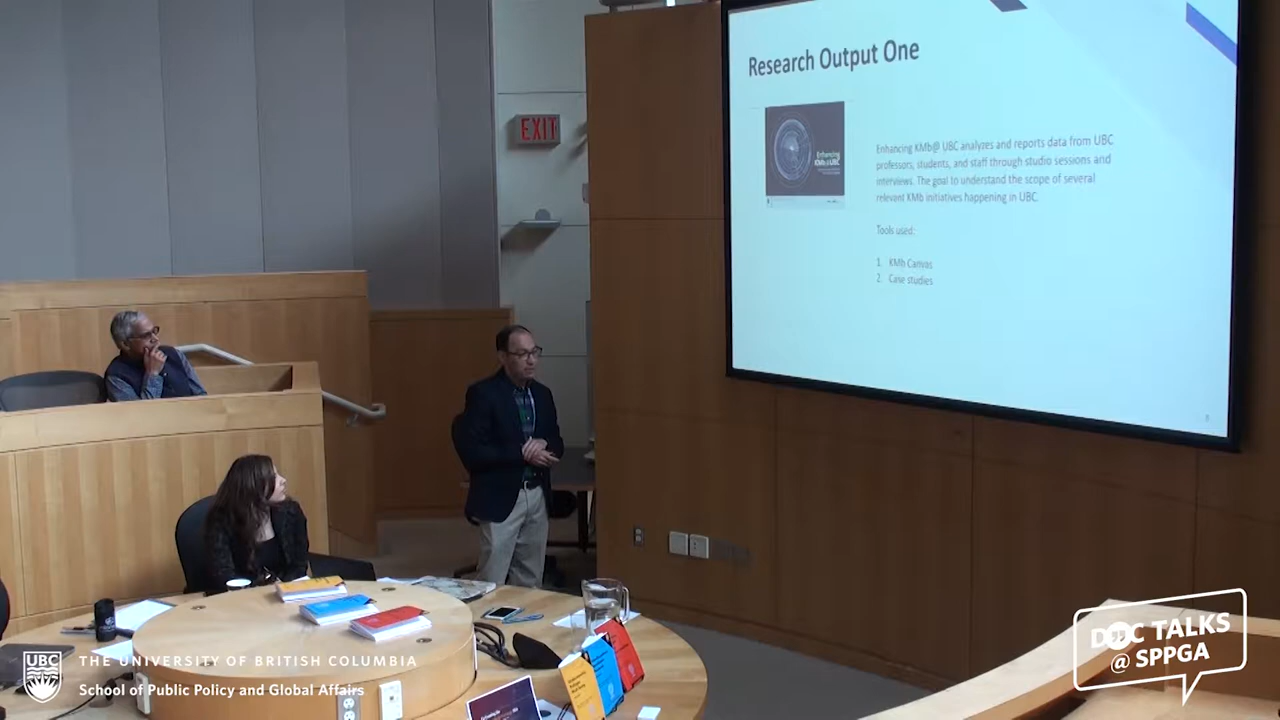 Research Output One
EXIT
Enhancing
KMb@UBC
Enhancing KMb@ UBC analyzes and reports data from UBC
professors, students, and staff through studio sessions and
interviews. The goal to understand the scope of several
relevant KMb initiatives happening in UBC.
Tools used:
1. KMb Canvas
2. Case studies
UBC
THE UNIVERSITY OF BRITISH COLUMBIA
School of Public Policy and Global Affairs
DOC TALKS
@ SPPGA